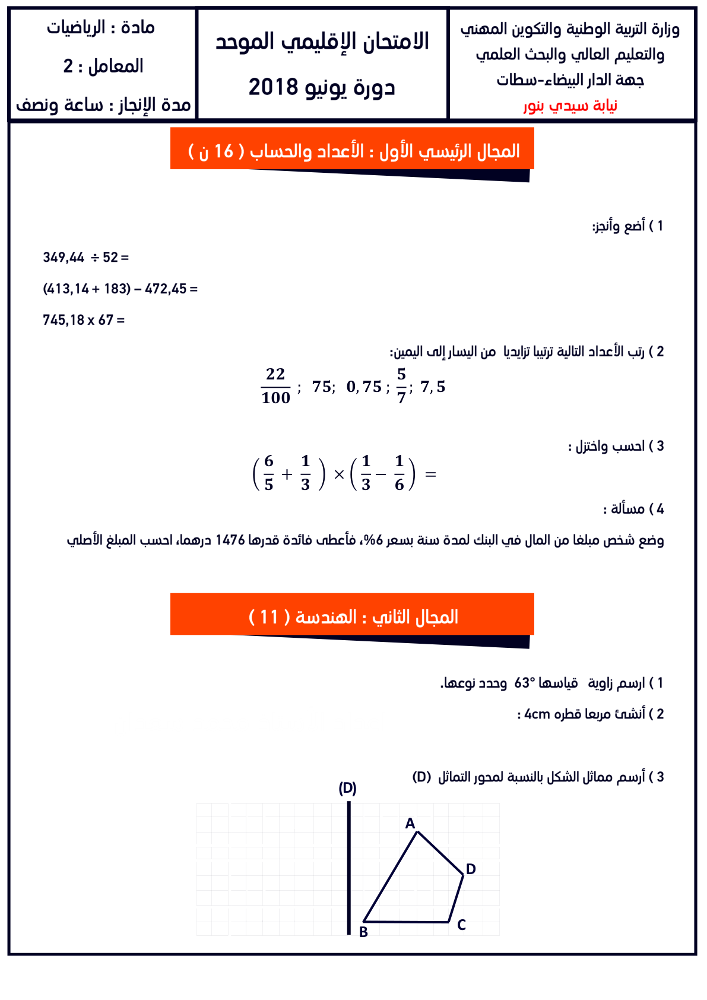 وزارة التربية الوطنية والتكوين المهني
والتعليم العالي والبحث العلمي
جهة الدار البيضاء-سطات
نيابة سيدي بنور
الامتحان الإقليمي الموحد
دورة يونيو 2018
مادة : الرياضيات
المعامل : 2
مدة الإنجاز : ساعة ونصف
المجال الرئيسي الأول : الأعداد والحساب ( 16 ن )
1 ) أضع وأنجز:
349,44 ÷ 52 =
(413,14 + 183) – 472,45 =
745,18 x 67 =
2 ) رتب الأعداد التالية ترتيبا تزايديا من اليسار إلى اليمين:
22/100 ; 75; 0,75 ; 5/7 ; 7,5
3 ) احسب واختزل :
( 6/5 + 1/3 ) × ( 1/3 − 1/6 ) =
4 ) مسألة :
وضع شخص مبلغا من المال في البنك لمدة سنة بسعر 6%، فأعطى فائدة قدرها 1476 درهما، احسب المبلغ الأصلي
المجال الثاني : الهندسة ( 11 )
1 ) ارسم زاوية قياسها 63° وحدد نوعها.
2 ) أنشئ مربعا قطره 4cm :
3 ) أرسم مماثل الشكل بالنسبة لمحور التماثل (D)
(D)
A
D
B
C